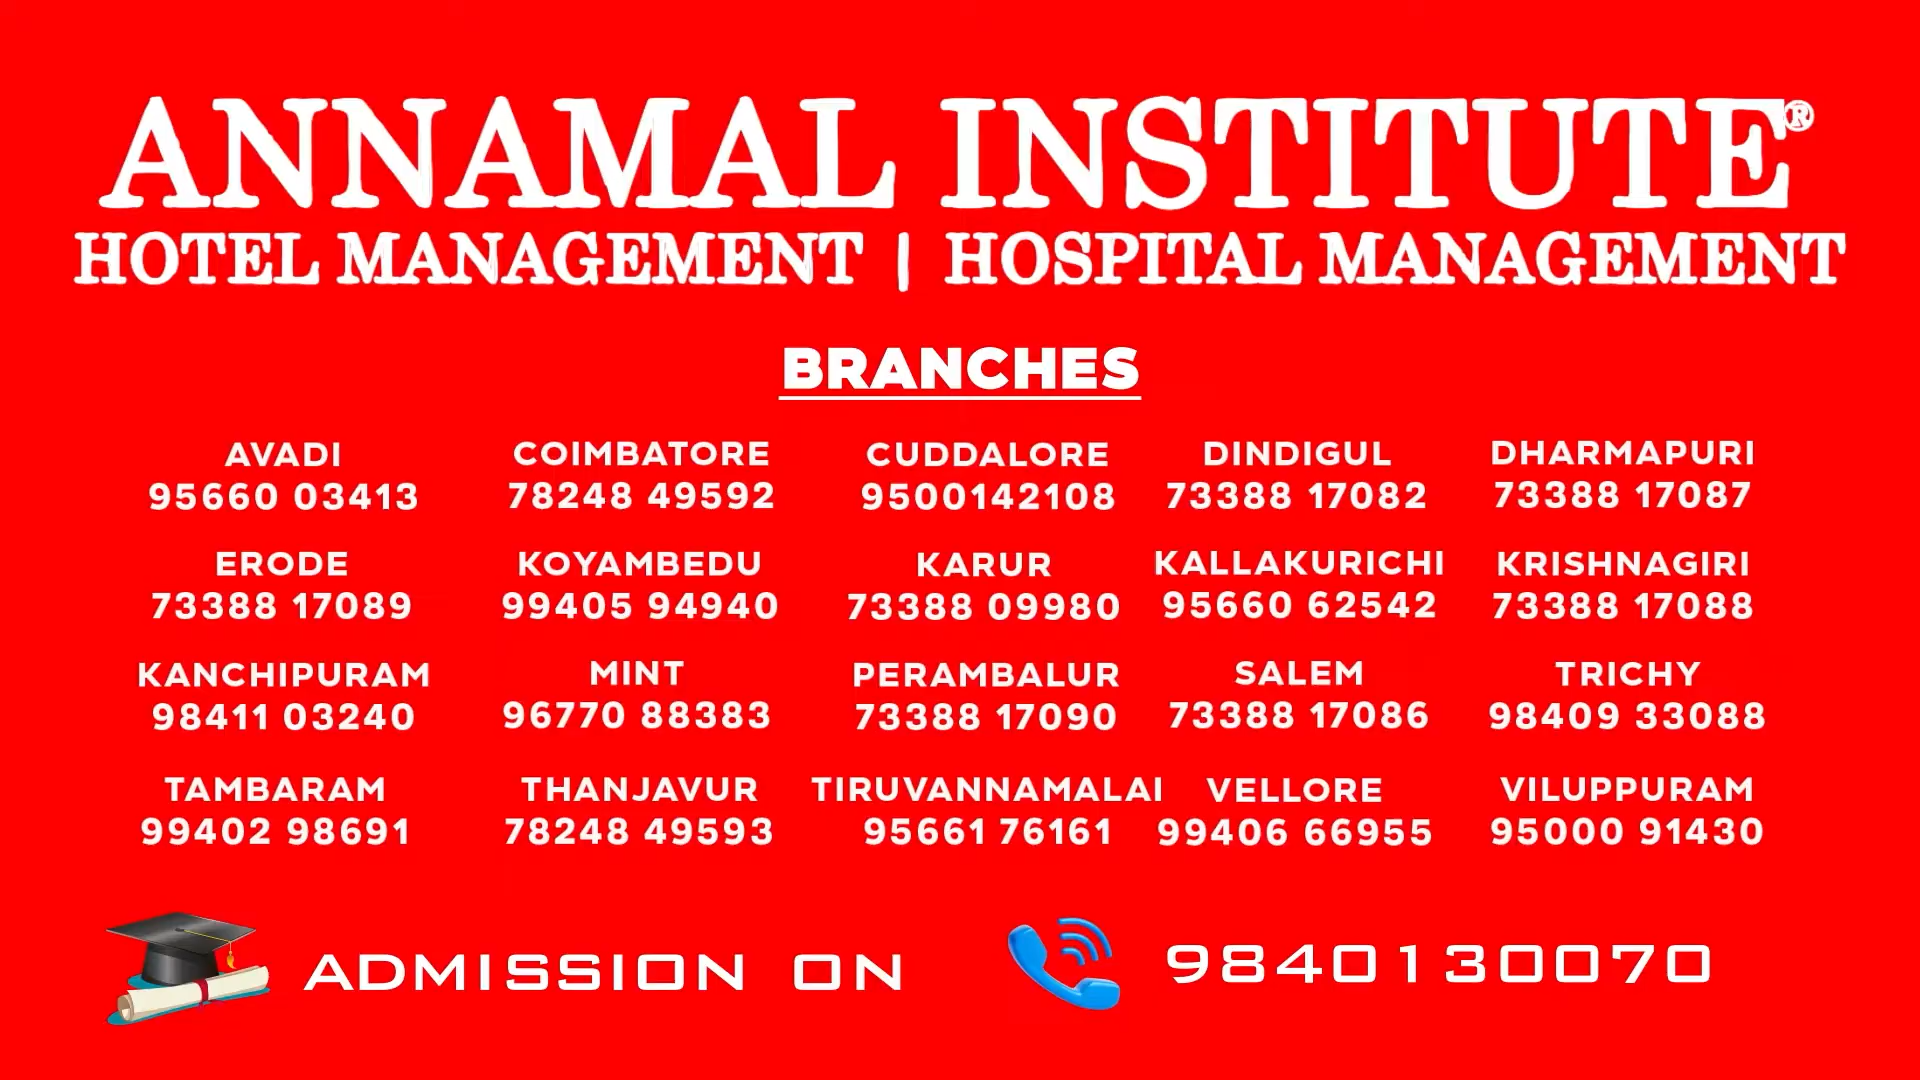 ANNAMAL INSTITUTE®
HOTEL MANAGEMENT | HOSPITAL MANAGEMENT
BRANCHES
AVADI COIMBATORE CUDDALORE DINDIGUL DHARMAPURI
95660 03413 78248 49592 9500142108 73388 17082 73388 17087
ERODE KOYAMBEDU KARUR KALLAKURICHI KRISHNAGIRI
73388 17089 99405 94940 73388 09980 95660 62542 73388 17088
KANCHIPURAM MINT PERAMBALUR SALEM TRICHY
98411 03240 96770 88383 73388 17090 73388 17086 98409 33088
TAMBARAM THANJAVUR TIRUVANNAMALAI VELLORE VILUPPURAM
99402 98691 78248 49593 95661 76161 99406 66955 95000 91430
ADMISSION ON 9840130070